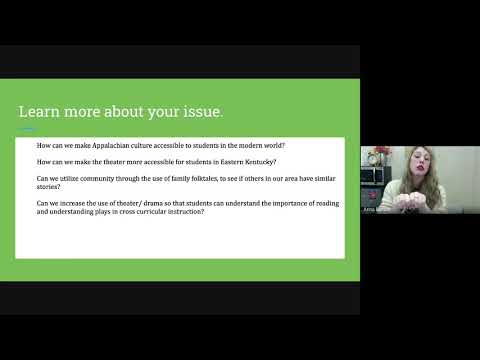 Learn more about your issue.
How can we make Appalachian culture accessible to students in the modern world?
How can we make the theater more accessible for students in Eastern Kentucky?
Can we utilize community through the use of family folktales, to see if others in our area have similar
stories?
Can we increase the use of theater/ drama so that students can understand the importance of reading
and understanding plays in cross curricular instruction?